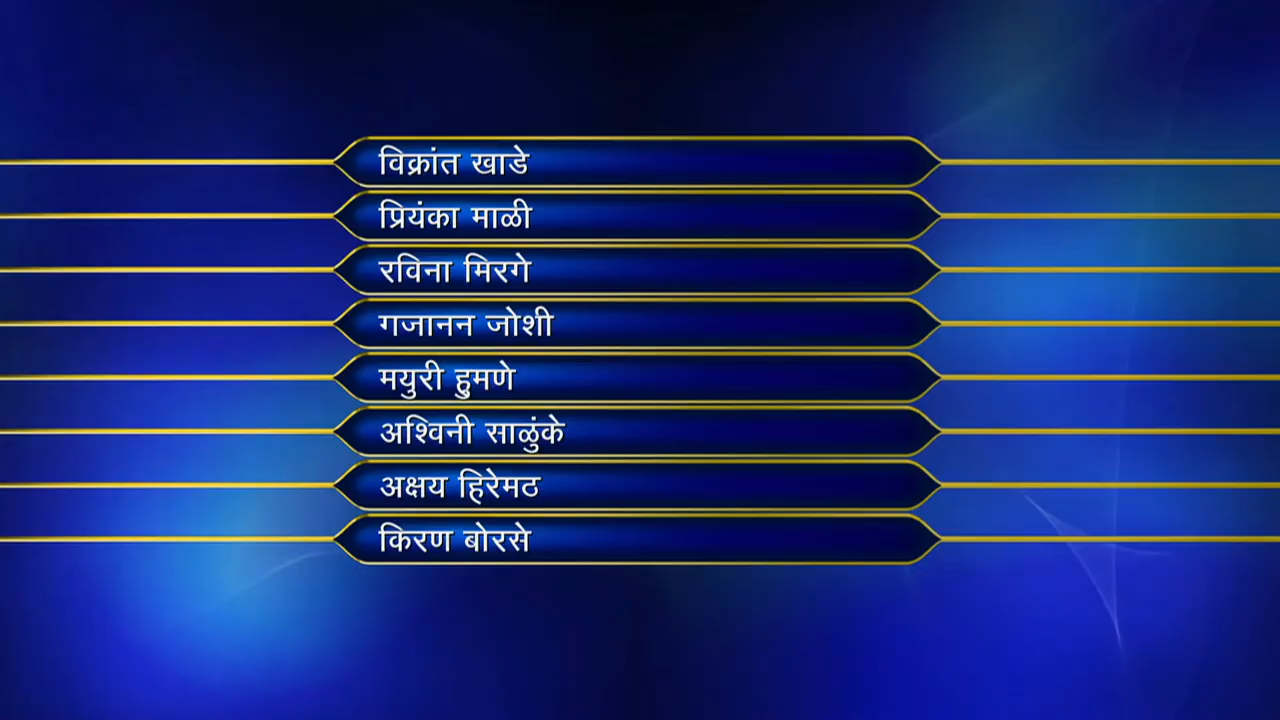 विक्रांत खाडे
प्रियंका माळी
रविना मिरगे
गजानन जोशी
मयुरी हुमणे
अश्विनी साळुंके
अक्षय हिरेमठ
किरण बोरसे